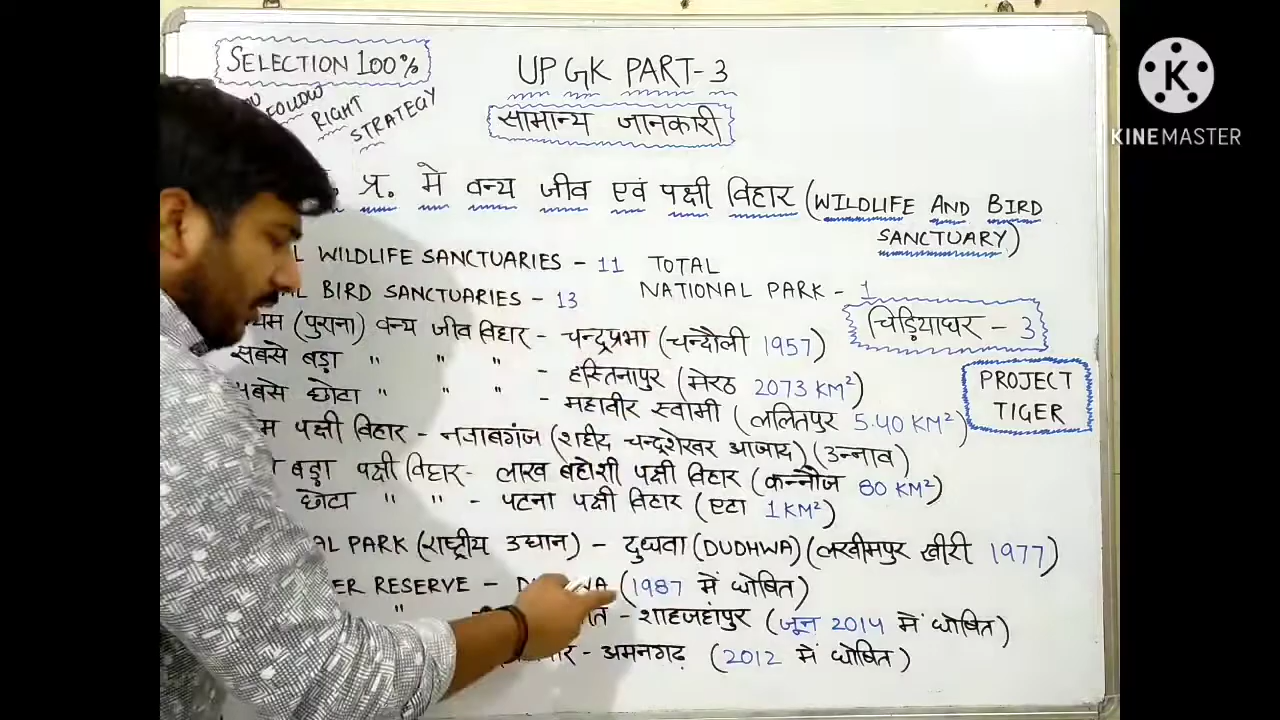 SELECTION 100%
FOLLOW
RIGHT
STRATEGY
UP GK PART-3
सामान्य जानकारी
K
KINEMASTER
प्र. मे वन्य जीव एवं पक्षी विहार (WILDLIFE AND BIRD
SANCTUARY)
WILDLIFE SANCTUARIES - 11 TOTAL
BIRD SANCTUARIES - 13 NATIONAL PARK - 1
(पुराना) वन्य जीव विहार - चन्द्रप्रभा (चन्दौली 1957)
चिड़ियाघर - 3
सबसे बड़ा " " " - हस्तिनापुर (मेरठ 2073 KM²)
छोटा " " " - महावीर स्वामी (ललितपुर 5.40 KM²)
PROJECT
TIGER
पक्षी विहार - नवाबगंज (शहीद चन्द्रशेखर आजाद) (उन्नाव)
बड़ा पक्षी विहार - लाख बहोशी पक्षी विहार (कन्नौज 80 KM²)
छोटा " " - पटना पक्षी विहार (एटा 1 KM²)
PARK (राष्ट्रीय उद्यान) - दुधवा (DUDHWA) (लखीमपुर खीरी 1977)
RESERVE - (1987 में घोषित)
" - शाहजहांपुर (जून 2014 में घोषित)
- अमनगढ़ (2012 में घोषित)